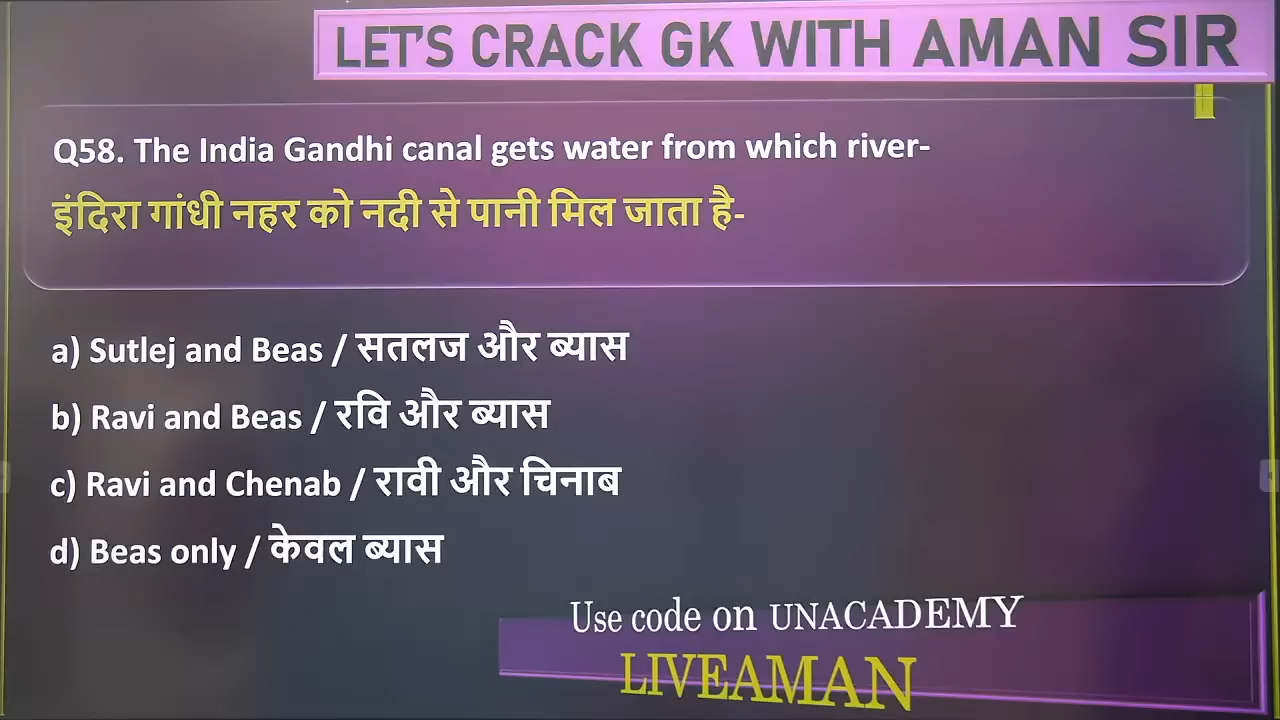 LET'S CRACK GK WITH AMAN SIR
Q58. The India Gandhi canal gets water from which river-
इंदिरा गांधी नहर को नदी से पानी मिल जाता है-
a) Sutlej and Beas / सतलज और ब्यास
b) Ravi and Beas / रवि और ब्यास
c) Ravi and Chenab / रावी और चिनाब
d) Beas only / केवल ब्यास
Use code on UNACADEMY
LIVEAMAN